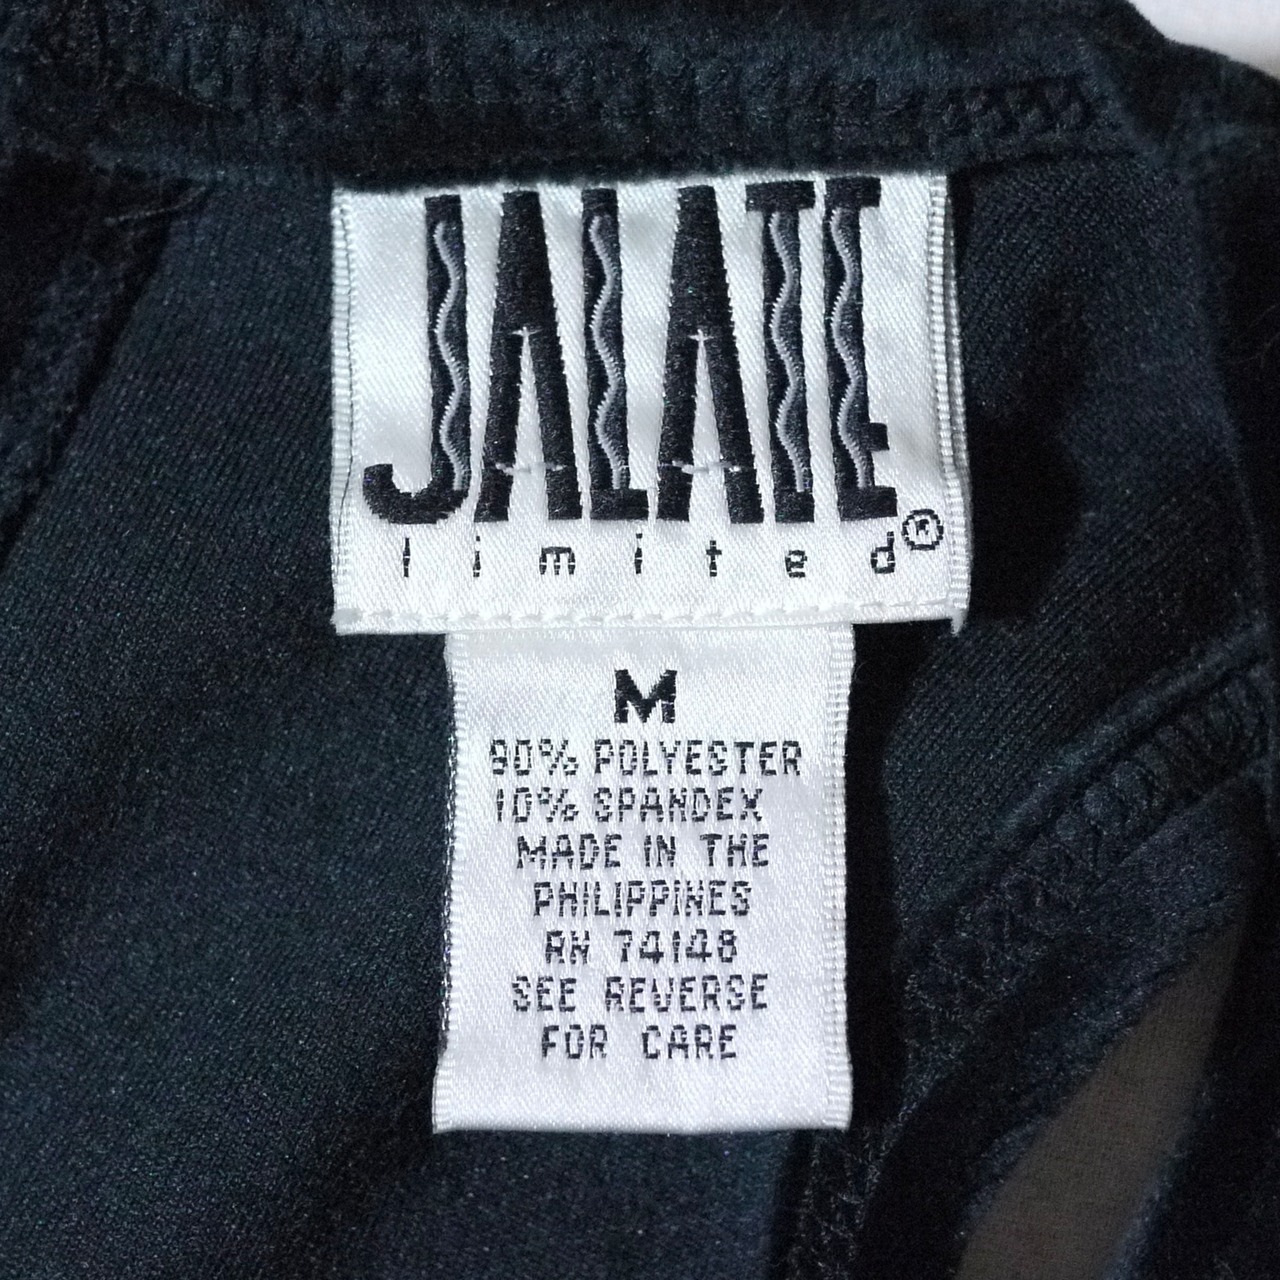 JALATE
limited®
M
90% POLYESTER
10% SPANDEX
MADE IN THE
PHILIPPINES
RN 74148
SEE REVERSE
FOR CARE